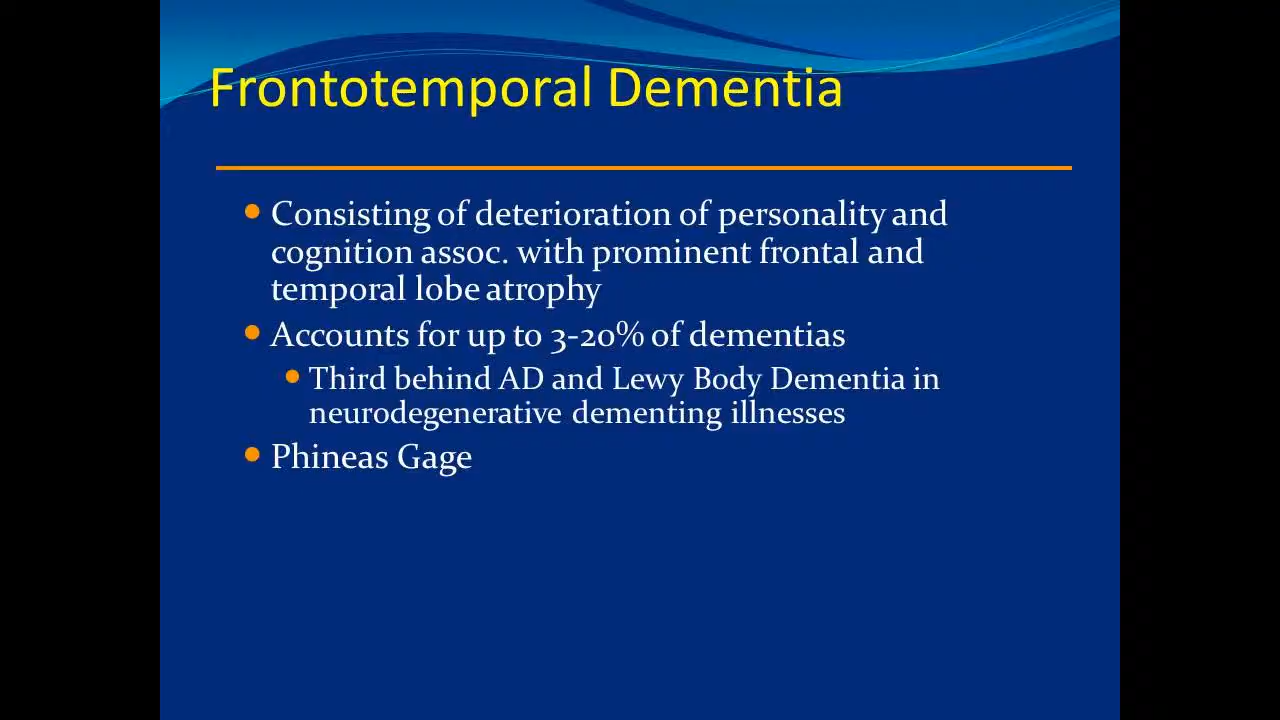 Frontotemporal Dementia
Consisting of deterioration of personality and
cognition assoc. with prominent frontal and
temporal lobe atrophy
Accounts for up to 3-20% of dementias
Third behind AD and Lewy Body Dementia in
neurodegenerative dementing illnesses
Phineas Gage